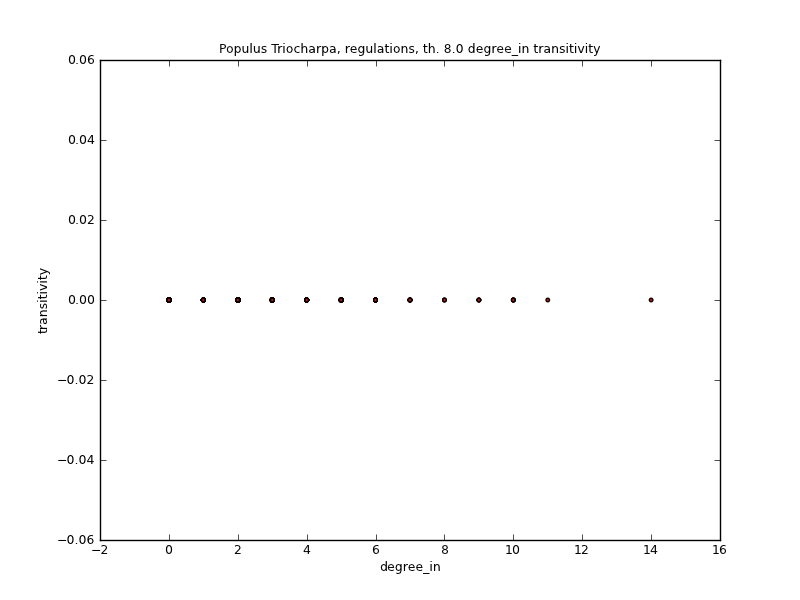 Populus Triocharpa, regulations, th. 8.0 degree_in transitivity
0.06
0.04
0.02
0.00
−0.02
−0.04
−0.06
transitivity
−2 0 2 4 6 8 10 12 14 16
degree_in